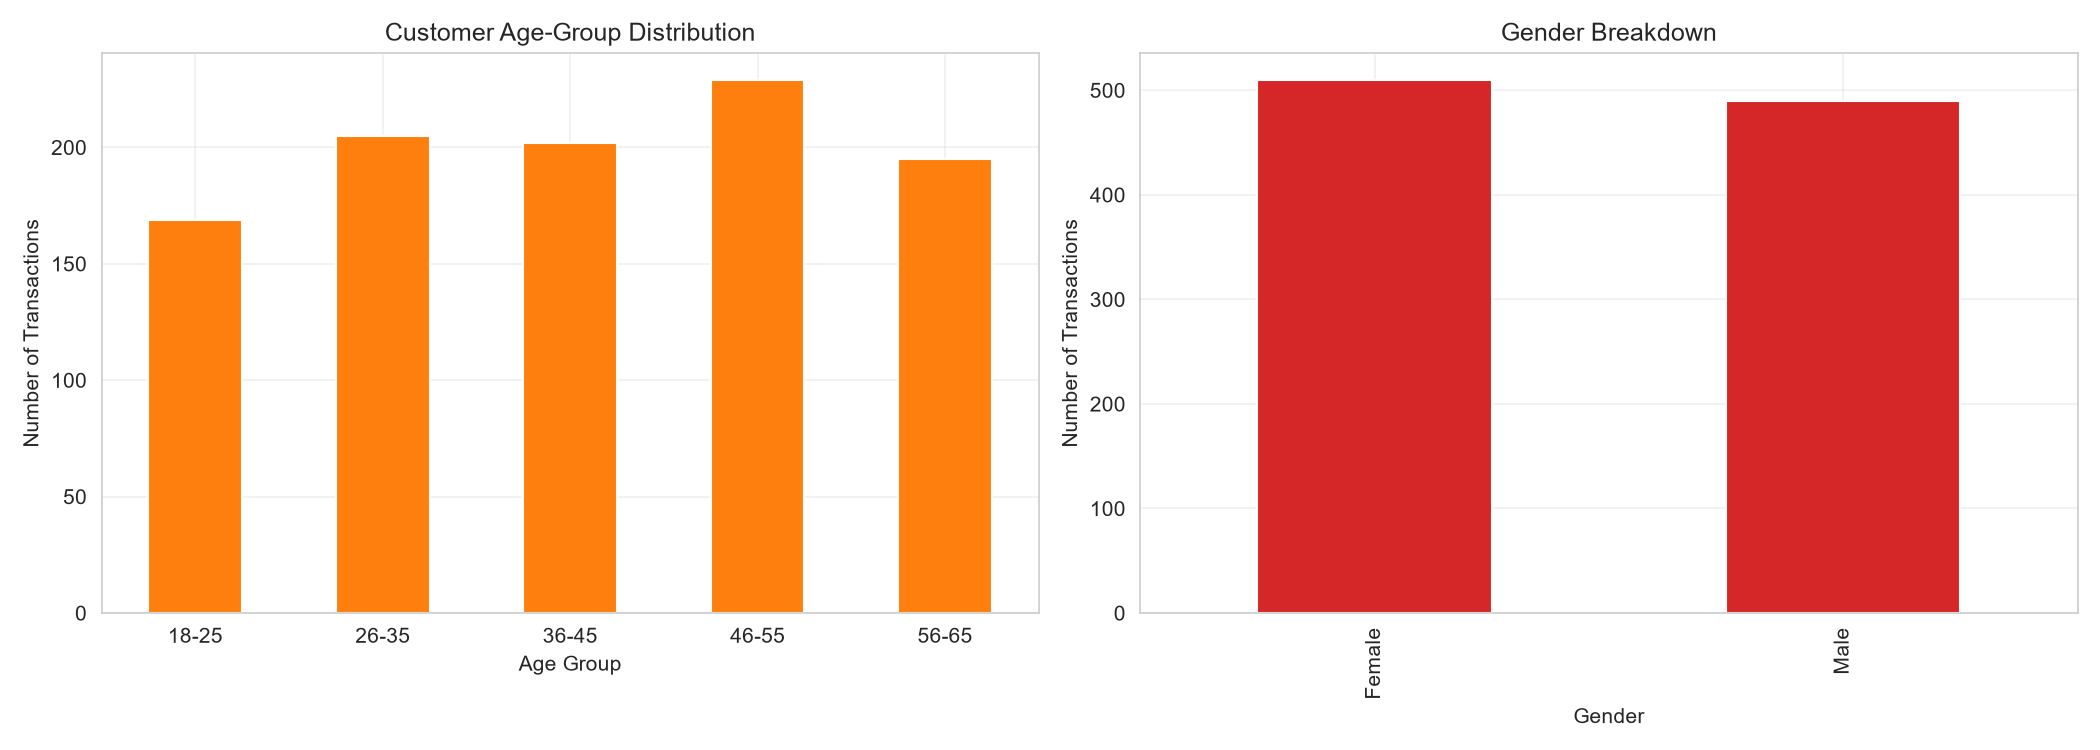 Customer Age-Group Distribution
Number of Transactions
200
150
100
50
0
18-25 26-35 36-45 46-55 56-65
Age Group
Gender Breakdown
Number of Transactions
500
400
300
200
100
0
Female Male
Gender